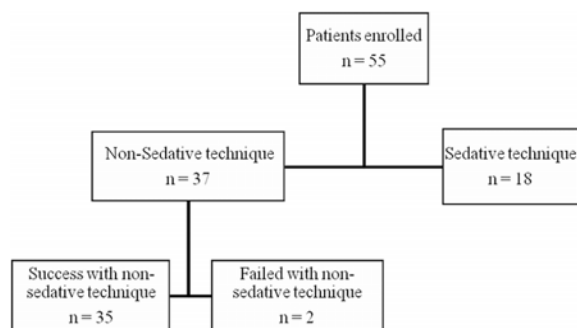 Patients enrolled
n = 55
Non-Sedative technique
n = 37
Sedative technique
n = 18
Success with non-
sedative technique
n = 35
Failed with non-
sedative technique
n = 2